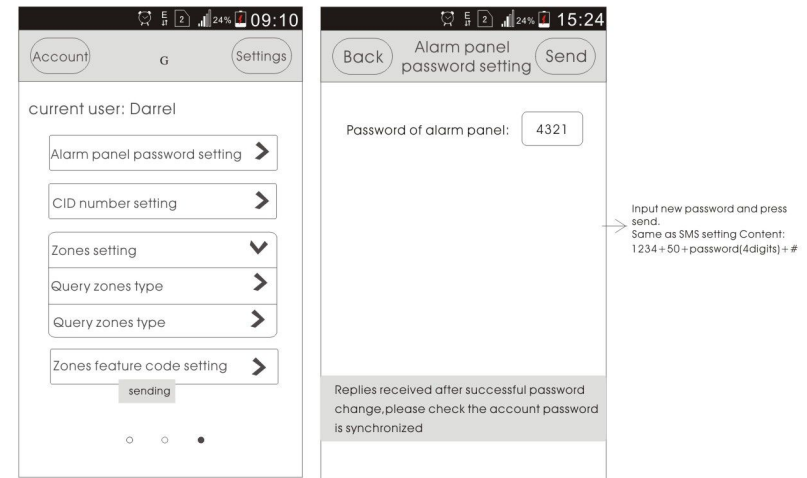 24% 09:10
Account G Settings
current user: Darrel
Alarm panel password setting
CID number setting
Zones setting
Query zones type
Query zones type
Zones feature code setting
sending
2 24% 15:24
Back Alarm panel password setting Send
Password of alarm panel: 4321
Replies received after successful password
change,please check the account password
is synchronized
Input new password and press
send.
Same as SMS setting Content:
1234+50+password(4digits)+#